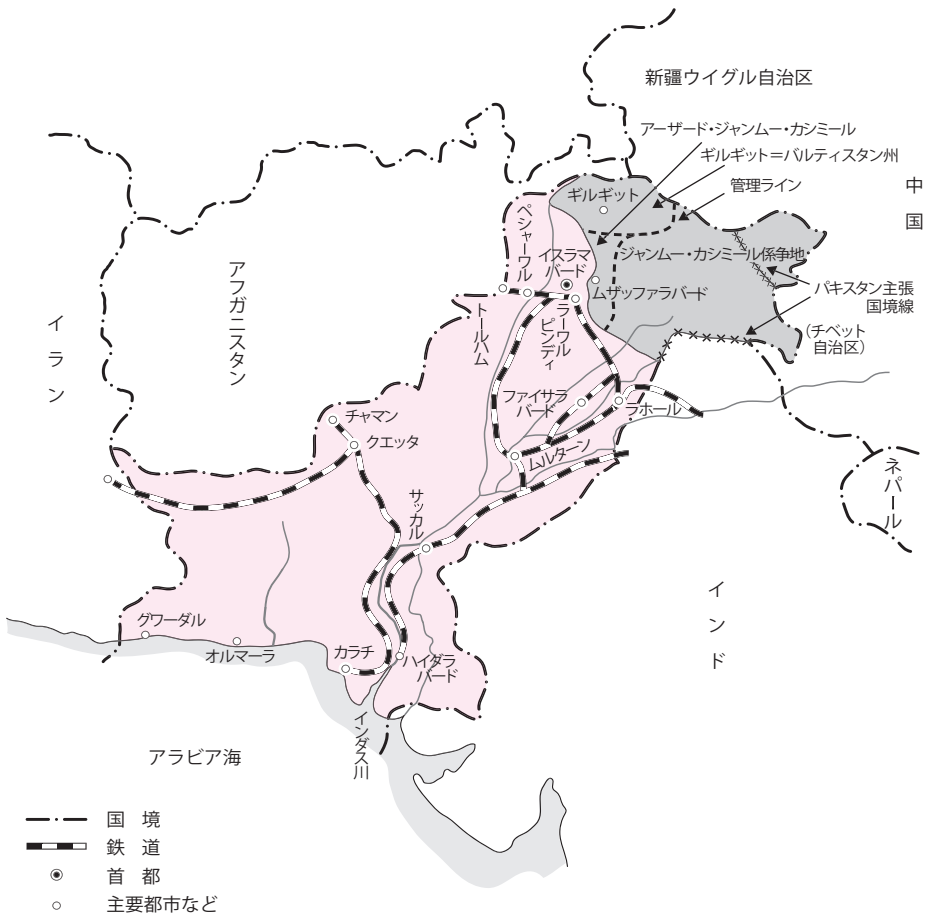 新疆ウイグル自治区
アーザード・ジャンムー・カシミール
ギルギット＝バルティスタン州
管理ライン
中国
ギルギット
ペシャーワル
イスラマ
バード
ジャンムー・カシミール係争地
ムザッファラバード
パキスタン主張
国境線
（チベット
自治区）
アフガニスタン
イラン
トールハム
ラーワル
ピンディ
ファイサラ
バード
ラホール
チャマン
クエッタ
ムルターン
ネパール
サッカル
インド
グワーダル
オルマーラ
カラチ
ハイダラ
バード
インダス川
アラビア海
国 境
鉄 道
首 都
主要都市など